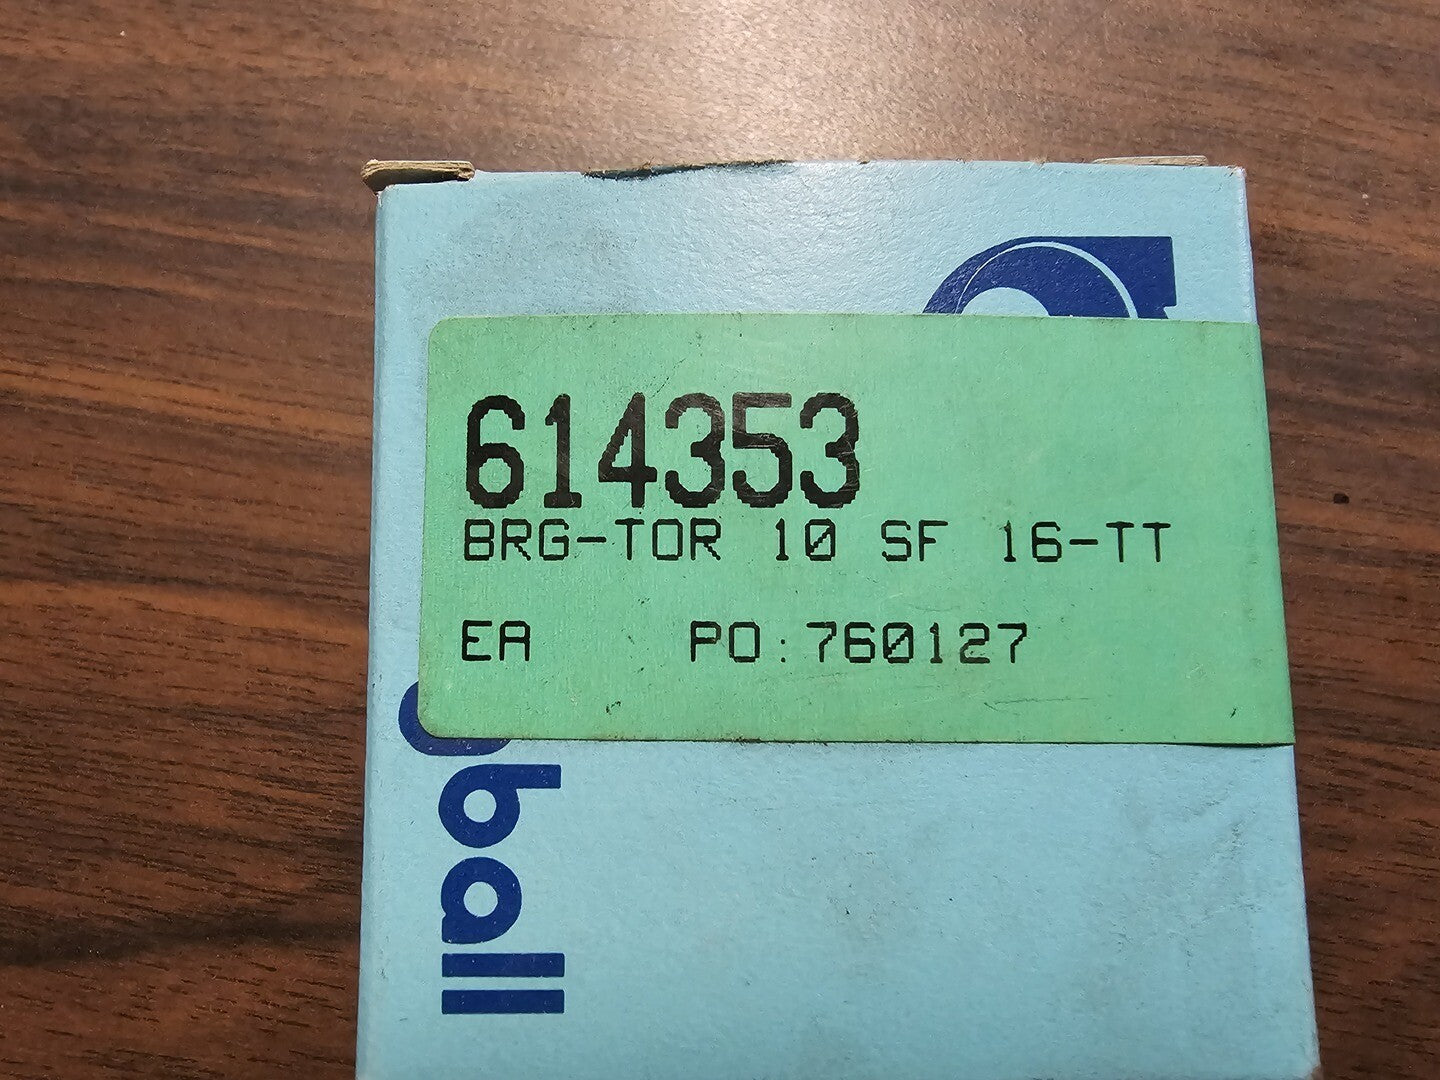 614353
BRG-TOR 10 SF 16-TT
EA PO:760127
ball